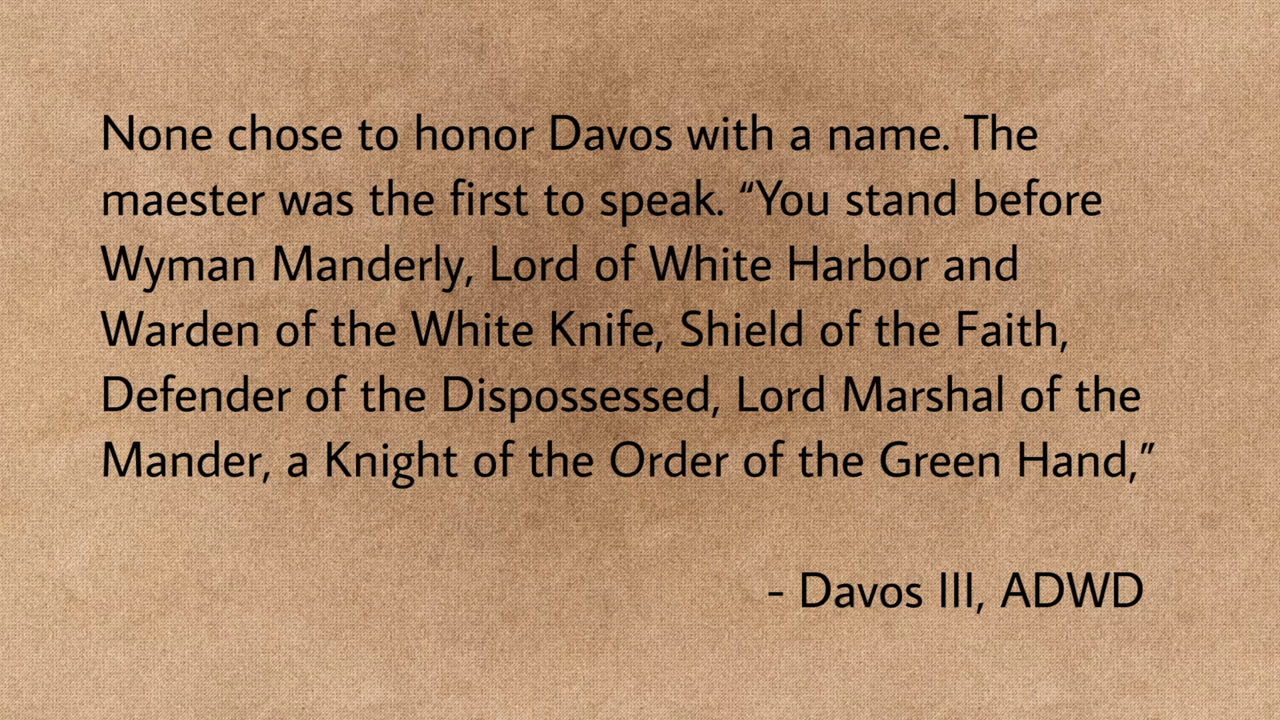 None chose to honor Davos with a name. The
maester was the first to speak. “You stand before
Wyman Manderly, Lord of White Harbor and
Warden of the White Knife, Shield of the Faith,
Defender of the Dispossessed, Lord Marshal of the
Mander, a Knight of the Order of the Green Hand,”
- Davos III, ADWD